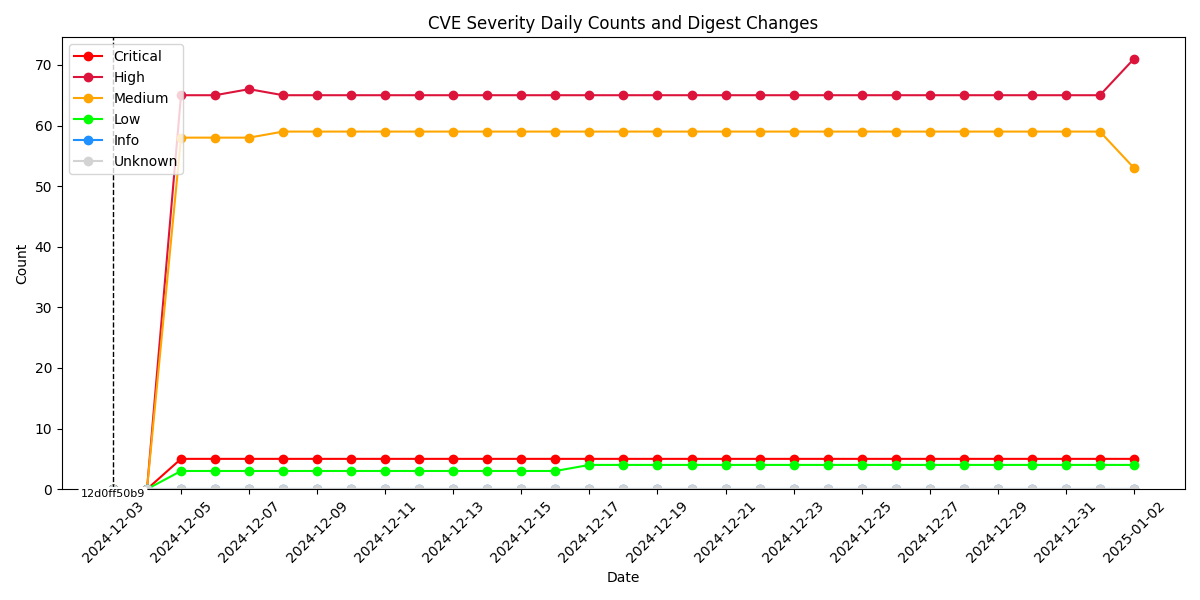 CVE Severity Daily Counts and Digest Changes
Critical
High
Medium
Low
Info
Unknown
Count
70
60
50
40
30
20
10
0
12d0ff50b9
2024-12-03
2024-12-05
2024-12-07
2024-12-09
2024-12-11
2024-12-13
2024-12-15
2024-12-17
2024-12-19
2024-12-21
2024-12-23
2024-12-25
2024-12-27
2024-12-29
2024-12-31
2025-01-02
Date